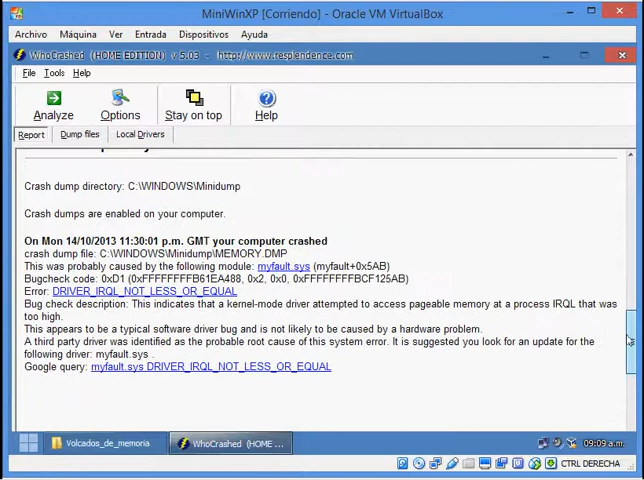 MiniWinXP [Corriendo] - Oracle VM VirtualBox
Archivo Máquina Ver Entrada Dispositivos Ayuda
WhoCrashed (HOME EDITION) v 5.03 - http://www.resplendence.com
File Tools Help
Analyze Options Stay on top Help
Report Dump files Local Drivers
Crash dump directory: C:\WINDOWS\Minidump
Crash dumps are enabled on your computer.
On Mon 14/10/2013 11:30:01 p.m. GMT your computer crashed
crash dump file: C:\WINDOWS\Minidump\MEMORY.DMP
This was probably caused by the following module: myfault.sys (myfault+0x5AB)
Bugcheck code: 0xD1 (0xFFFFFFFFB61EA488, 0x2, 0x0, 0xFFFFFFFFBCF125AB)
Error: DRIVER_IRQL_NOT_LESS_OR_EQUAL
Bug check description: This indicates that a kernel-mode driver attempted to access pageable memory at a process IRQL that was
too high.
This appears to be a typical software driver bug and is not likely to be caused by a hardware problem.
A third party driver was identified as the probable root cause of this system error. It is suggested you look for an update for the
following driver: myfault.sys .
Google query: myfault.sys DRIVER_IRQL_NOT_LESS_OR_EQUAL
Volcados_de_memoria WhoCrashed (HOME ... 09:09 a.m.
CTRL DERECHA